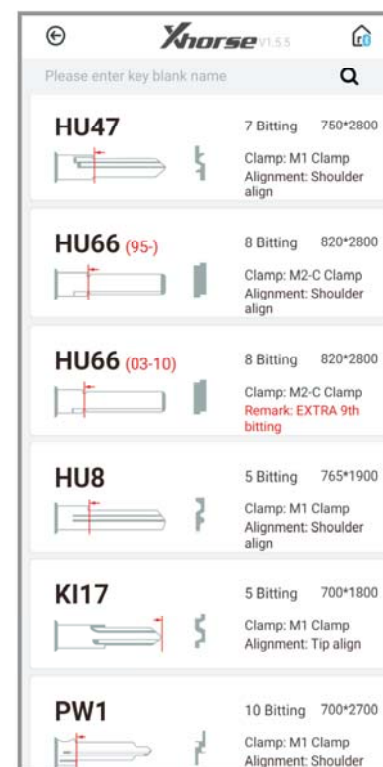 Xhorse V1.5.5
Please enter key blank name
HU47
7 Bitting 750*2800
Clamp: M1 Clamp
Alignment: Shoulder
align
HU66 (95-)
8 Bitting 820*2800
Clamp: M2-C Clamp
Alignment: Shoulder
align
HU66 (03-10)
8 Bitting 820*2800
Clamp: M2-C Clamp
Remark: EXTRA 9th
bitting
HU8
5 Bitting 765*1900
Clamp: M1 Clamp
Alignment: Shoulder
align
KI17
5 Bitting 700*1800
Clamp: M1 Clamp
Alignment: Tip align
PW1
10 Bitting 700*2700
Clamp: M1 Clamp
Alignment: Shoulder